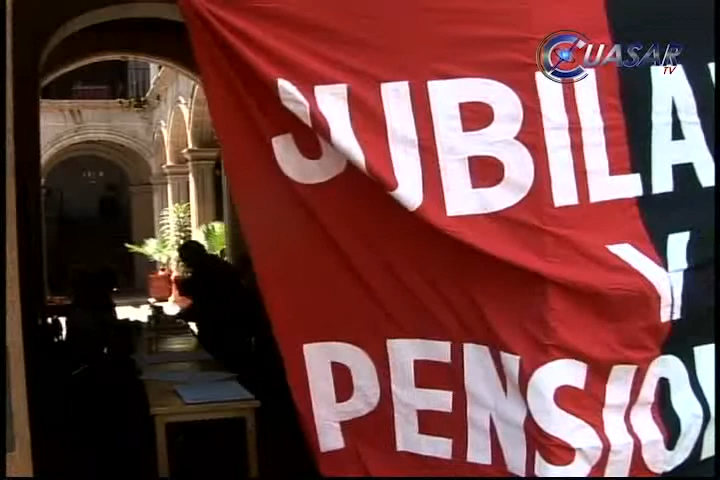 CUASAR
TV
JUBILA
Y
PENSIO